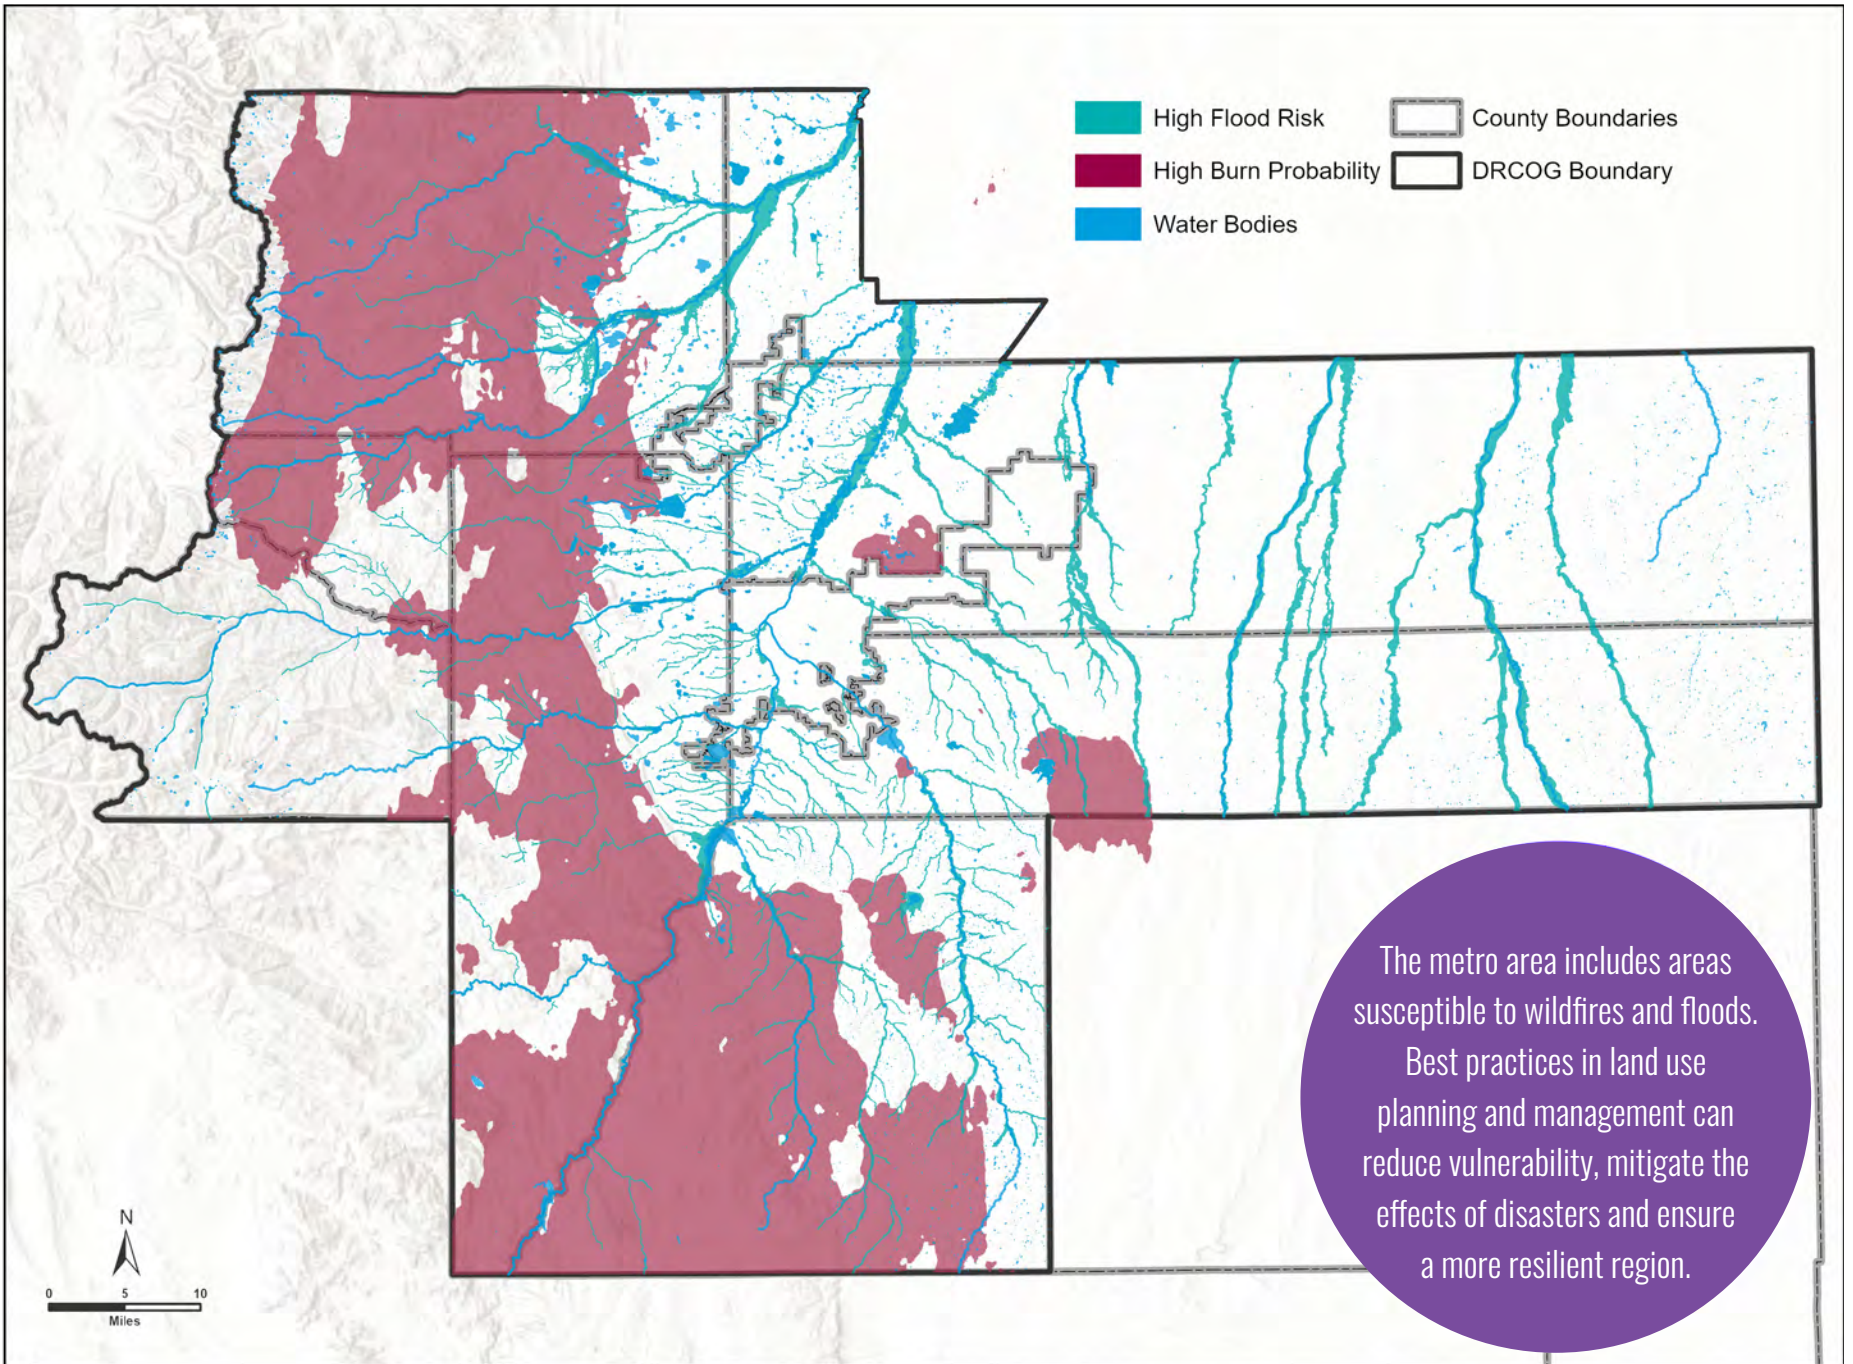 High Flood Risk
High Burn Probability
Water Bodies
County Boundaries
DRCOG Boundary
The metro area includes areas
susceptible to wildfires and floods.
Best practices in land use
planning and management can
reduce vulnerability, mitigate the
effects of disasters and ensure
a more resilient region.
N
0 5 10
Miles